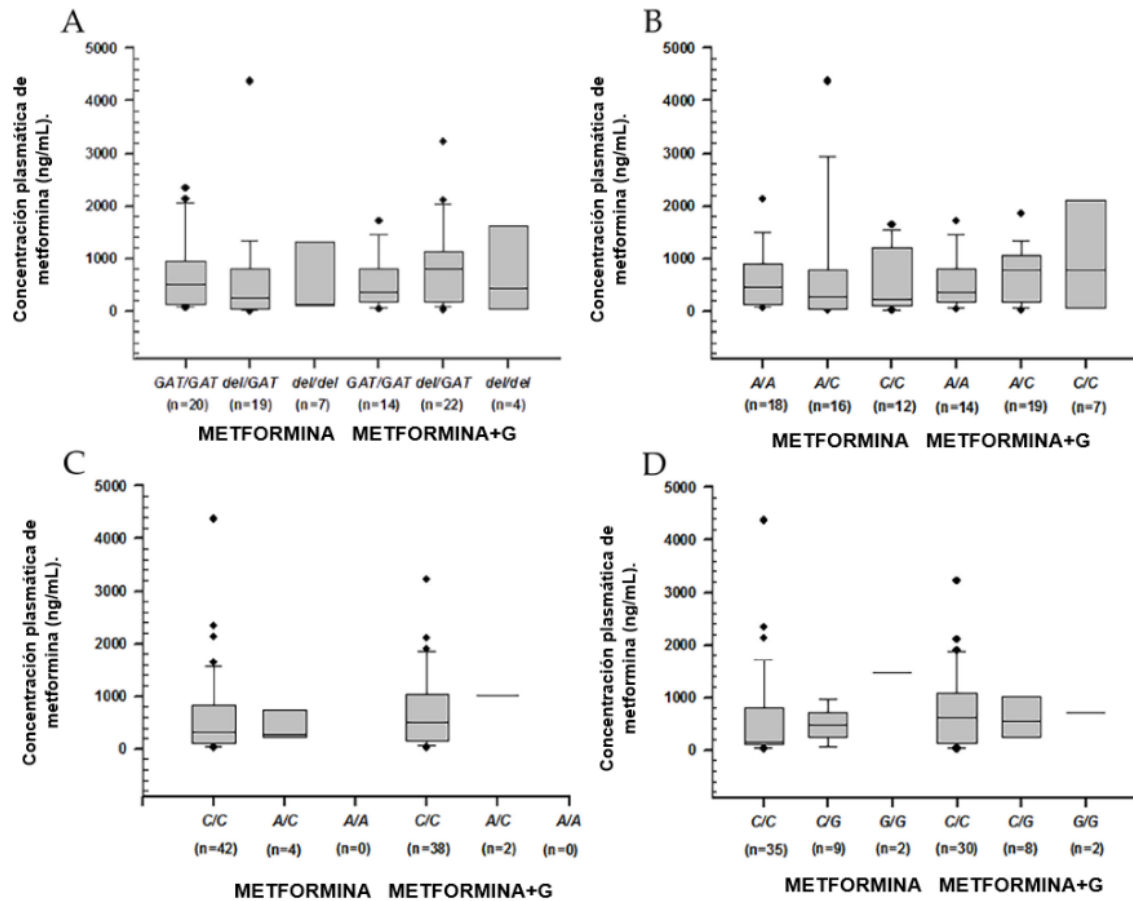 A
Concentración plasmática de
metformina (ng/mL).
5000
4000
3000
2000
1000
0
GAT/GAT del/GAT del/del GAT/GAT del/GAT del/del
(n=20) (n=19) (n=7) (n=14) (n=22) (n=4)
METFORMINA METFORMINA+G
B
Concentración plasmática de
metformina (ng/mL).
5000
4000
3000
2000
1000
0
A/A A/C C/C A/A A/C C/C
(n=18) (n=16) (n=12) (n=14) (n=19) (n=7)
METFORMINA METFORMINA+G
C
Concentración plasmática de
metformina (ng/mL).
5000
4000
3000
2000
1000
0
C/C A/C A/A C/C A/C A/A
(n=42) (n=4) (n=0) (n=38) (n=2) (n=0)
METFORMINA METFORMINA+G
D
Concentración plasmática de
metformina (ng/mL).
5000
4000
3000
2000
1000
0
C/C C/G G/G C/C C/G G/G
(n=35) (n=9) (n=2) (n=30) (n=8) (n=2)
METFORMINA METFORMINA+G